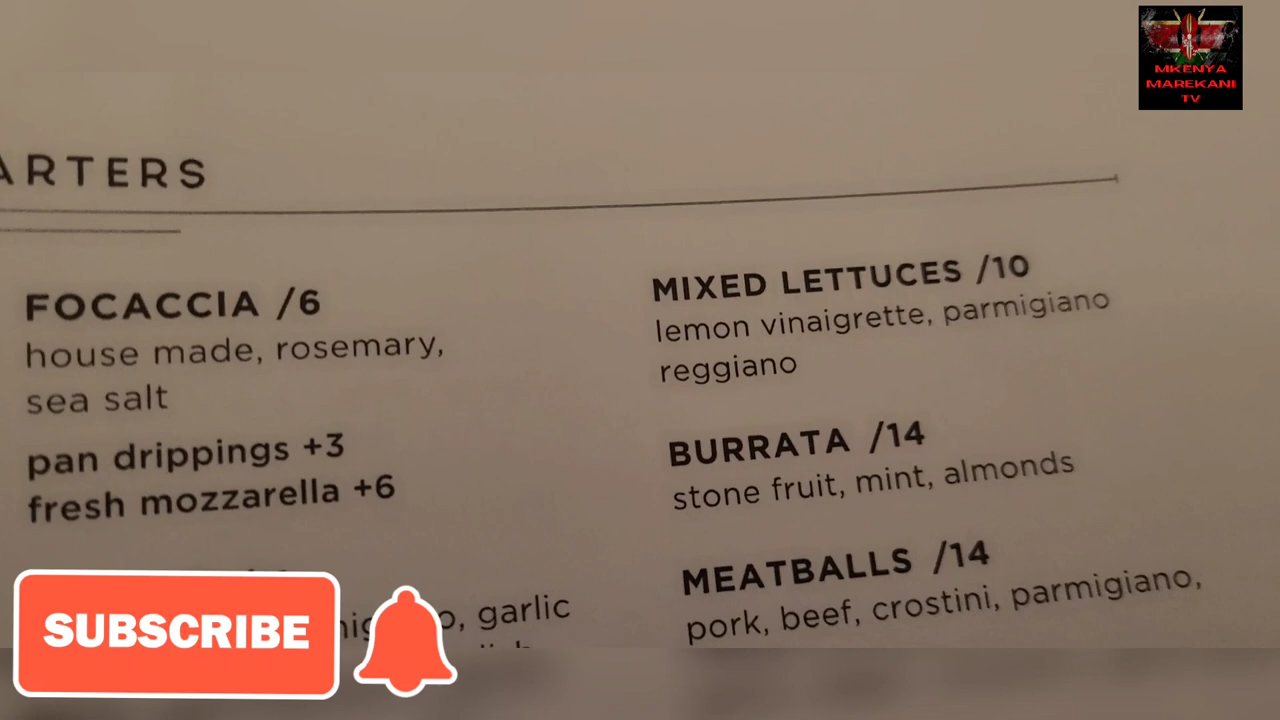 ARTERS
FOCACCIA /6
house made, rosemary,
sea salt
pan drippings +3
fresh mozzarella +6
garlic
MIXED LETTUCES /10
lemon vinaigrette, parmigiano
reggiano
BURRATA /14
stone fruit, mint, almonds
MEATBALLS /14
pork, beef, crostini, parmigiano,
SUBSCRIBE
MKENYA
MAREKANI
TV